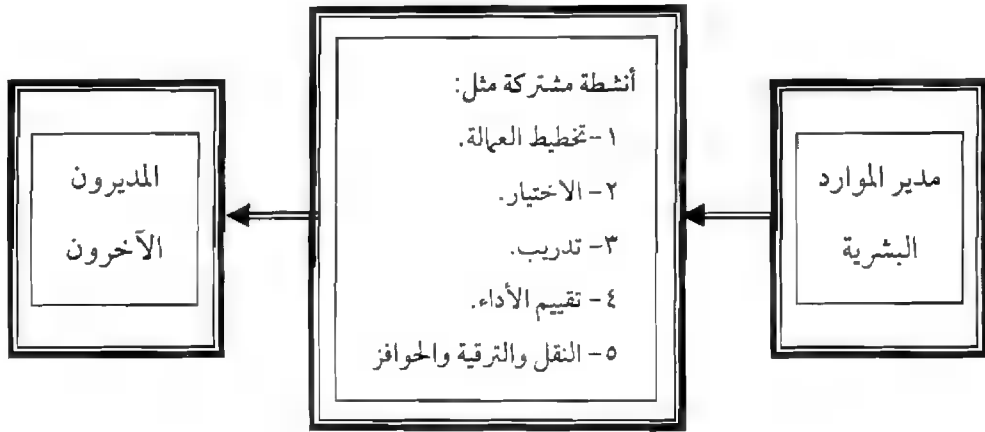 مدير الموارد
البشرية
أنشطة مشتركة مثل:
١- تخطيط العمالة.
٢- الاختيار.
٣- تدريب.
٤- تقييم الأداء.
٥- النقل والترقية والحوافز
المديرون
الآخرون